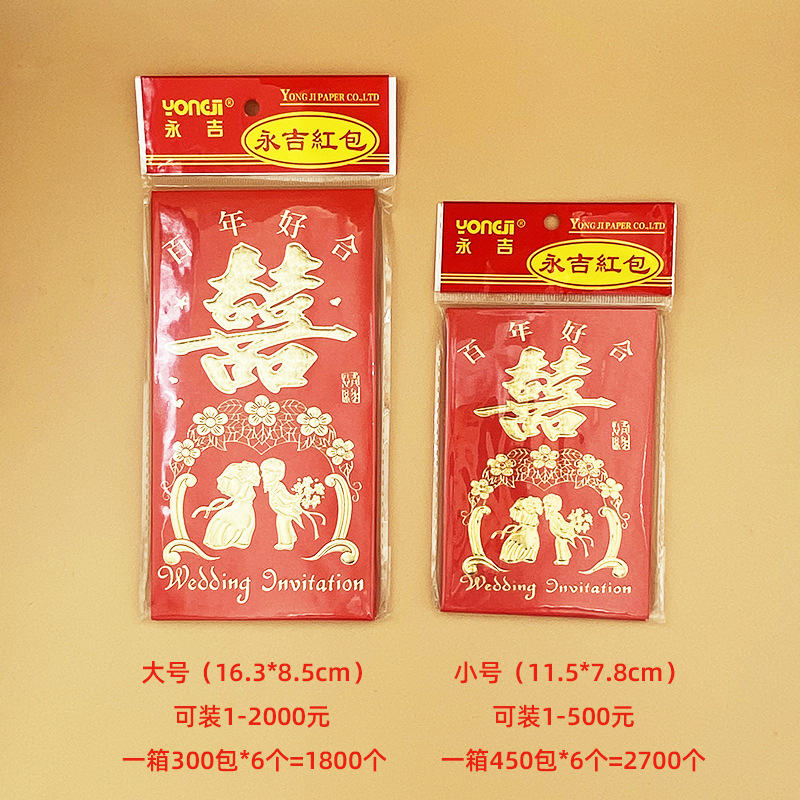 YONGJI®
永吉
YONG JI PAPER CO.,LTD
永吉紅包
百年好合
囍
Wedding Invitation
YONGJI®
永吉
YONG JI PAPER CO.,LTD
永吉紅包
百年好合
囍
Wedding Invitation
大号（16.3*8.5cm）
可装1-2000元
一箱300包*6个=1800个
小号（11.5*7.8cm）
可装1-500元
一箱450包*6个=2700个